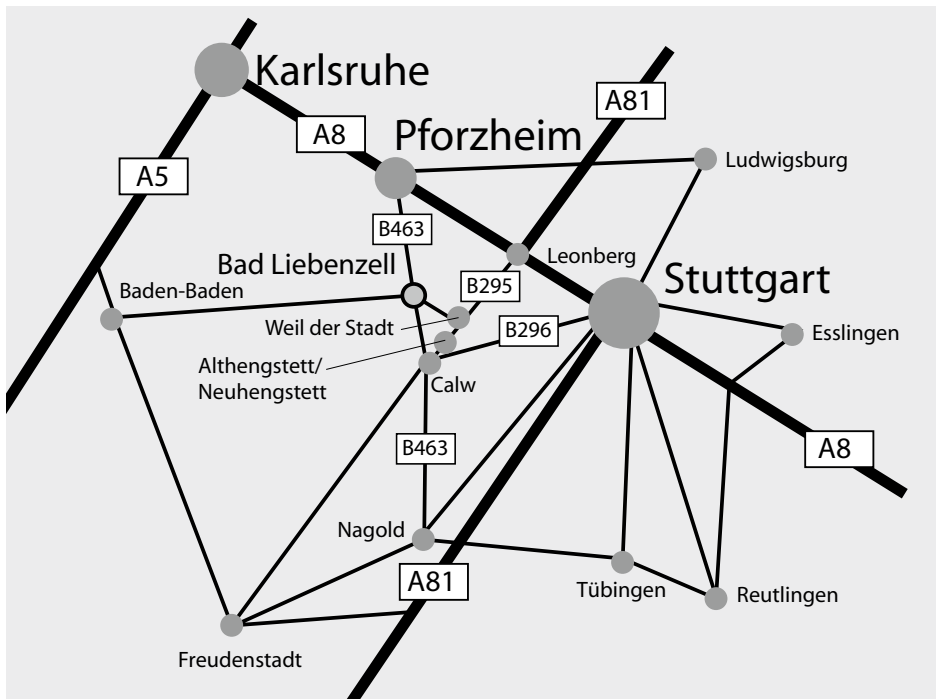 Karlsruhe
A81
A8
Pforzheim
Ludwigsburg
A5
B463
Leonberg
Bad Liebenzell
Stuttgart
B295
Baden-Baden
Weil der Stadt
B296
Esslingen
Althengstett/
Neuhengstett
Calw
B463
A8
Nagold
A81
Tübingen
Reutlingen
Freudenstadt